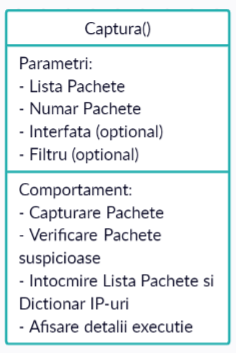 Captura()
Parametri:
- Lista Pachete
- Numar Pachete
- Interfata (optional)
- Filtru (optional)
Comportament:
- Capturare Pachete
- Verificare Pachete
suspicioase
- Intocmire Lista Pachete si
Dictionar IP-uri
- Afisare detalii executie